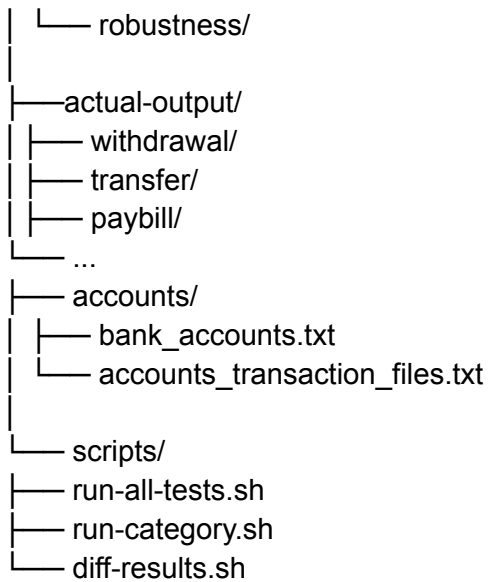 │ └── robustness/
│
├──actual-output/
│ ├── withdrawal/
│ ├── transfer/
│ ├── paybill/
└── ...
├── accounts/
│ ├── bank_accounts.txt
│ └── accounts_transaction_files.txt
│
└── scripts/
├── run-all-tests.sh
├── run-category.sh
└── diff-results.sh